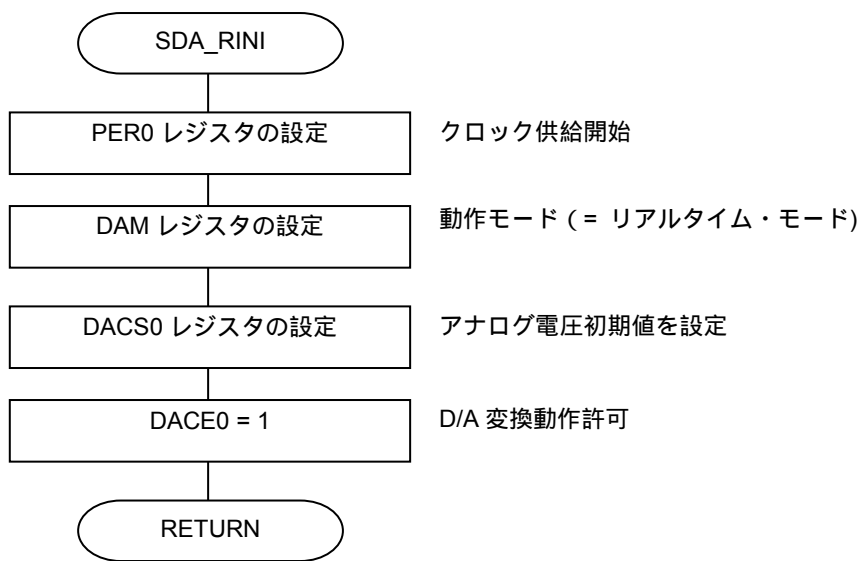 SDA_RINI
PER0 レジスタの設定
クロック供給開始
DAM レジスタの設定
動作モード ( = リアルタイム・モード)
DACS0 レジスタの設定
アナログ電圧初期値を設定
DACE0 = 1
D/A 変換動作許可
RETURN